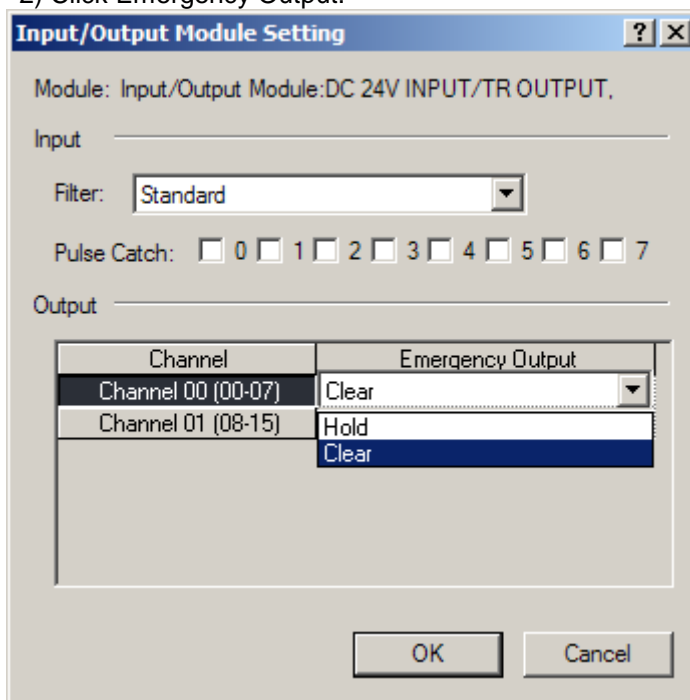 2) Click Emergency Output.
Input/Output Module Setting
Module: Input/Output Module:DC 24V INPUT/TR OUTPUT,
Input
Filter: Standard
Pulse Catch: 0 1 2 3 4 5 6 7
Output
Channel Emergency Output
Channel 00 (00-07) Clear
Channel 01 (08-15) Hold
Clear
OK Cancel